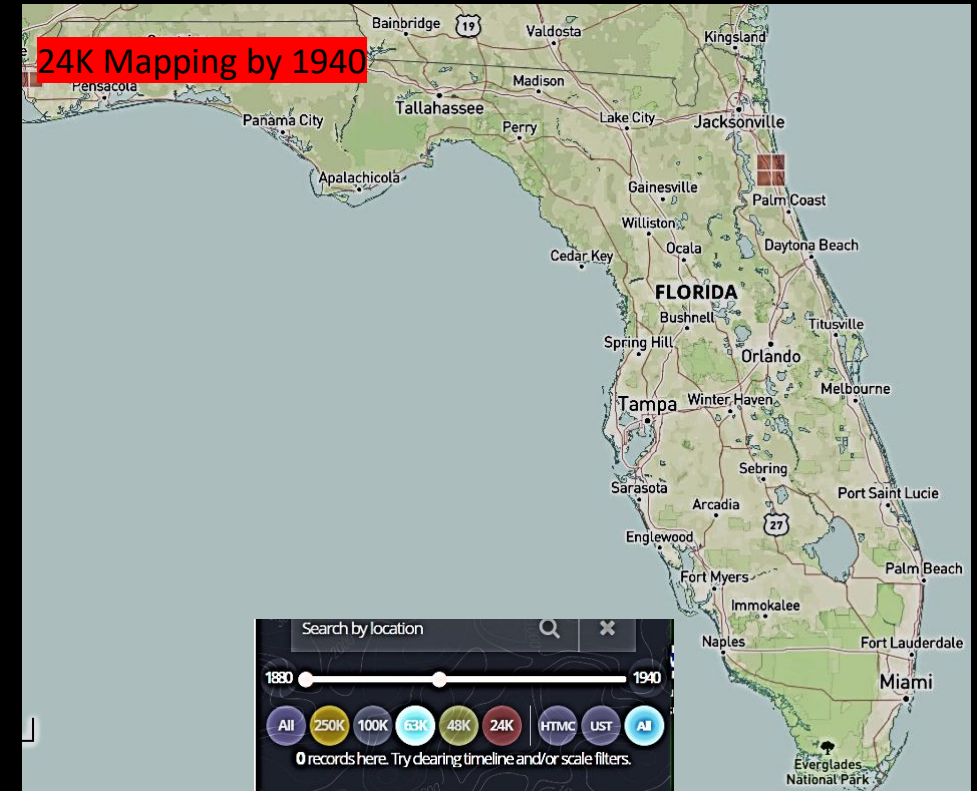 Bainbridge
19
Valdosta
Kingsland
24K Mapping by 1940
Pensacola
Madison
Tallahassee
Lake City
Jacksonville
Panama City
Perry
Apalachicola
Gainesville
Palm Coast
Williston
Ocala
Daytona Beach
Cedar Key
FLORIDA
Bushnell
Titusville
Spring Hill
Orlando
Melbourne
Winter Haven
Tampa
Sebring
Sarasota
Port Saint Lucie
Arcadia
27
Englewood
Palm Beach
Fort Myers
Immokalee
Naples
Fort Lauderdale
Miami
Everglades
National Park
Search by location
1880
1940
All 250K 100K 63K 48K 24K HTMC UST All
0 records here. Try clearing timeline and/or scale filters.